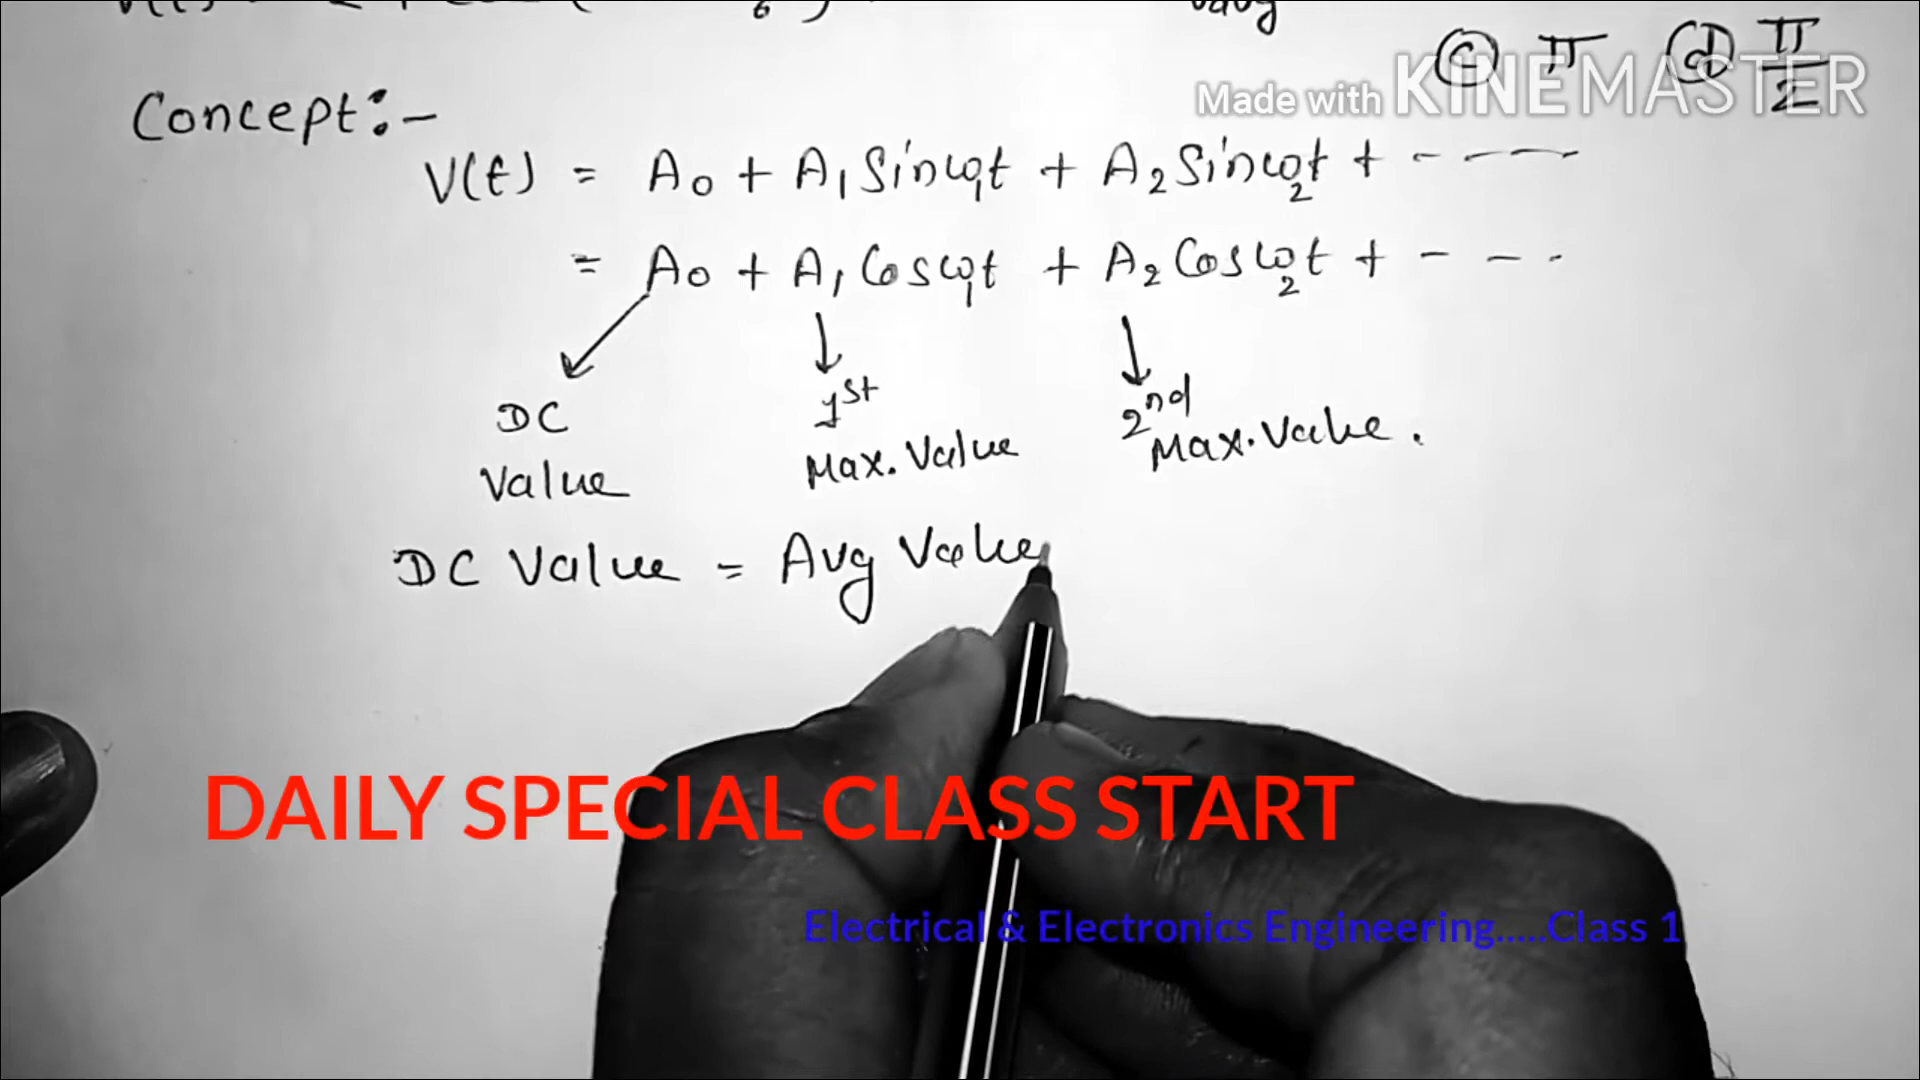 Ⓒ π ⓓ π/2
Made with KINEMASTER
Concept:-
V(t) = A₀ + A₁ Sinω₁t + A₂ Sinω₂t + - - - -
= A₀ + A₁ Cosω₁t + A₂ Cosω₂t + - - -
DC Value
1st Max. Value
2nd Max. Value.
DC Value = Avg Value
DAILY SPECIAL CLASS START
Electrical & Electronics Engineering.....Class 1